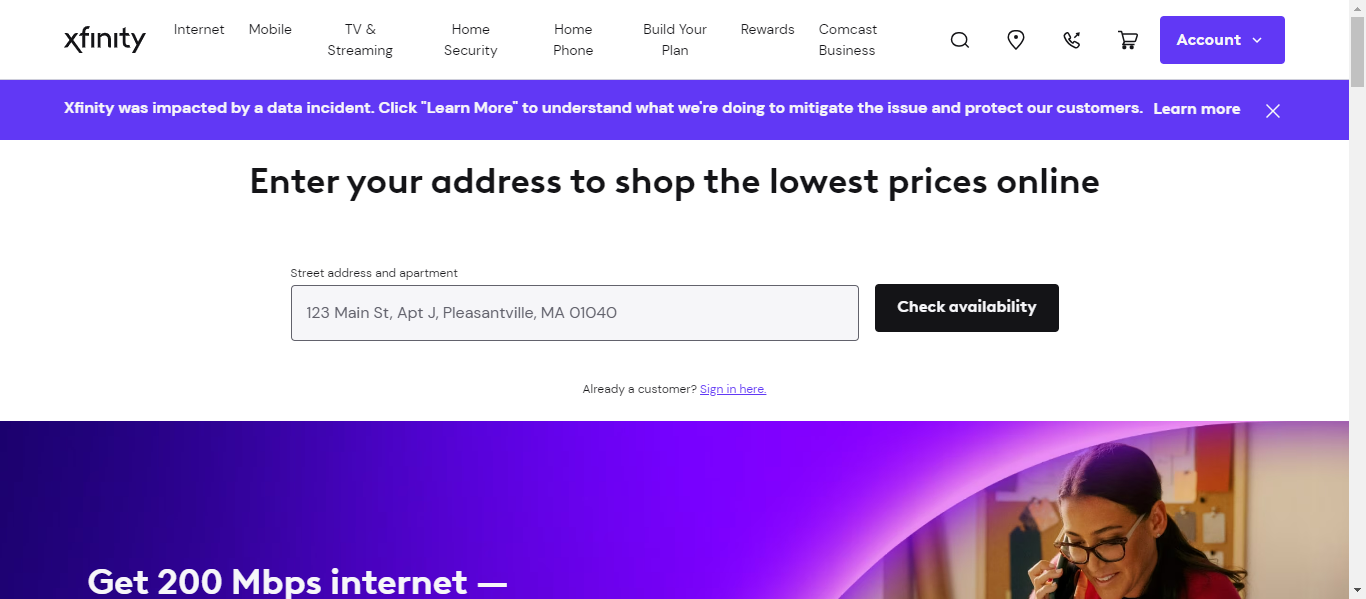 xfinity
Internet
Mobile
TV &
Streaming
Home
Security
Home
Phone
Build Your
Plan
Rewards
Comcast
Business
Account
Xfinity was impacted by a data incident. Click "Learn More" to understand what we're doing to mitigate the issue and protect our customers.
Learn more
Enter your address to shop the lowest prices online
Street address and apartment
123 Main St, Apt J, Pleasantville, MA 01040
Check availability
Already a customer? Sign in here.
Get 200 Mbps internet —